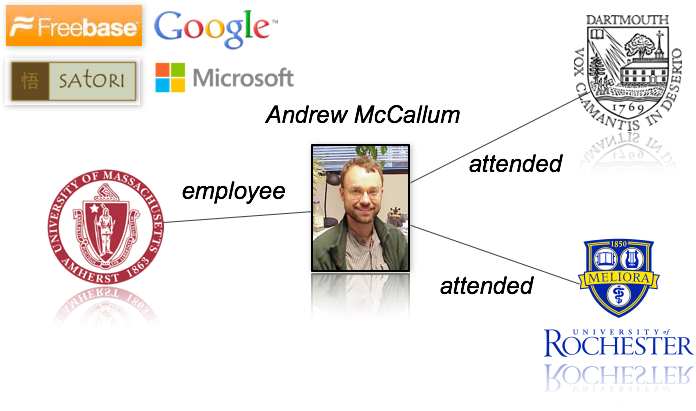 Freebase
Google™
悟 SATORI
Microsoft
Andrew McCallum
DARTMOUTH
VOX CLAMANTIS IN DESERTO
1769
attended
employee
UNIVERSITY OF MASSACHUSETTS
AMHERST 1863
attended
1850
MELIORA
UNIVERSITY of
ROCHESTER